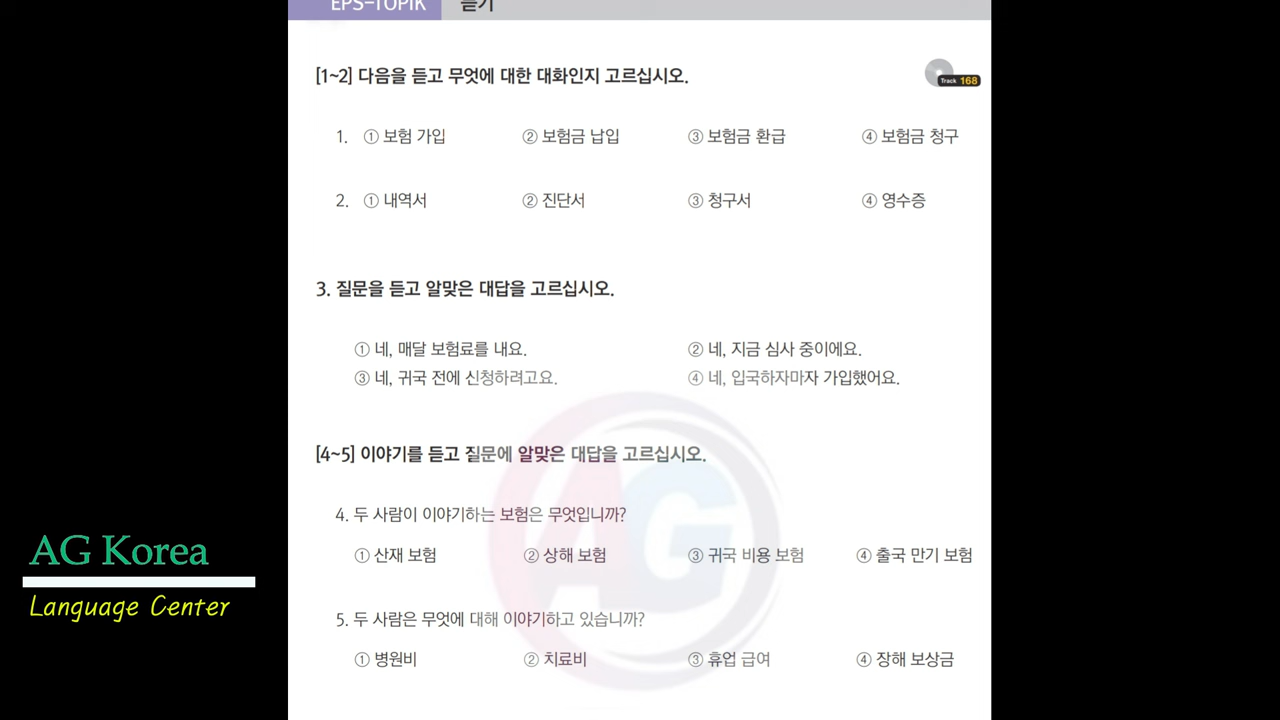 EPS-TOPIK 듣기
[1~2] 다음을 듣고 무엇에 대한 대화인지 고르십시오.
Track 168
1. ① 보험 가입 ② 보험금 납입 ③ 보험금 환급 ④ 보험금 청구
2. ① 내역서 ② 진단서 ③ 청구서 ④ 영수증
3. 질문을 듣고 알맞은 대답을 고르십시오.
① 네, 매달 보험료를 내요. ② 네, 지금 심사 중이에요.
③ 네, 귀국 전에 신청하려고요. ④ 네, 입국하자마자 가입했어요.
[4~5] 이야기를 듣고 질문에 알맞은 대답을 고르십시오.
4. 두 사람이 이야기하는 보험은 무엇입니까?
① 산재 보험 ② 상해 보험 ③ 귀국 비용 보험 ④ 출국 만기 보험
5. 두 사람은 무엇에 대해 이야기하고 있습니까?
① 병원비 ② 치료비 ③ 휴업 급여 ④ 장해 보상금
AG
AG Korea
Language Center